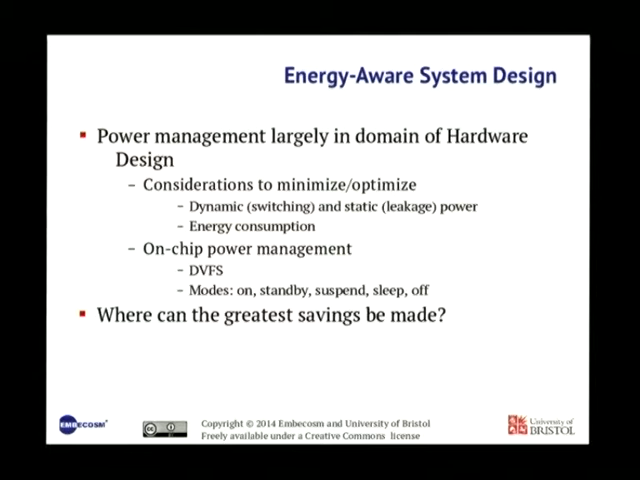 Energy-Aware System Design
▪ Power management largely in domain of Hardware
Design
– Considerations to minimize/optimize
– Dynamic (switching) and static (leakage) power
– Energy consumption
– On-chip power management
– DVFS
– Modes: on, standby, suspend, sleep, off
▪ Where can the greatest savings be made?
EMBECOSM®
cc
Copyright © 2014 Embecosm and University of Bristol
Freely available under a Creative Commons license
University of
BRISTOL